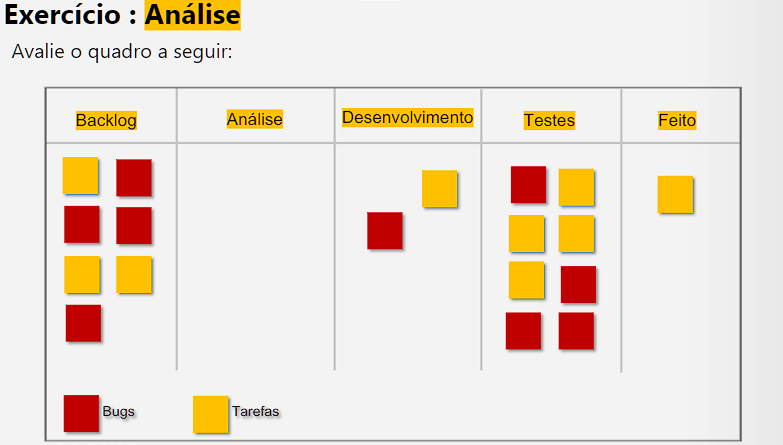 Exercício : Análise
Avalie o quadro a seguir:
Backlog
Análise
Desenvolvimento
Testes
Feito
Bugs
Tarefas